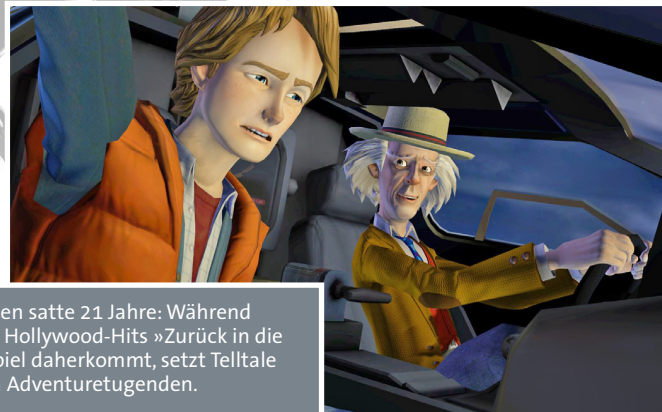 en satte 21 Jahre: Während
Hollywood-Hits »Zurück in die
piel daherkommt, setzt Telltale
Adventuretugenden.